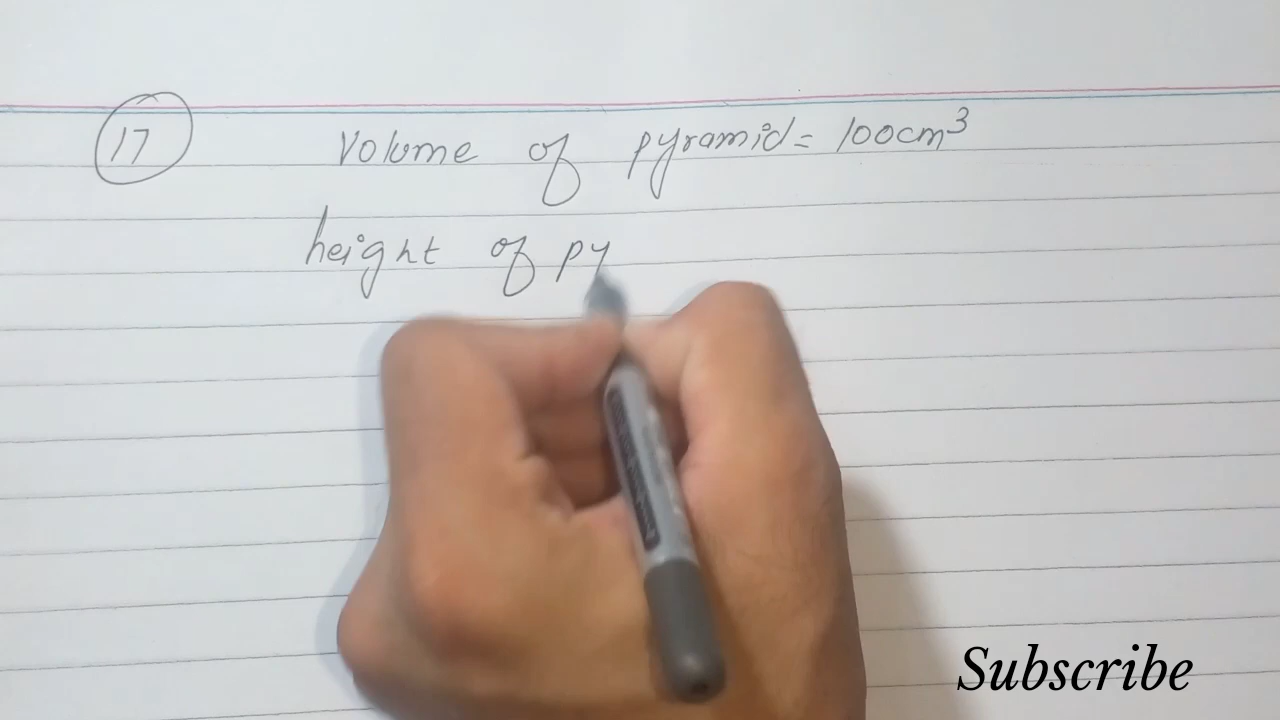 17 Volume of pyramid = 100cm³
height of py
Subscribe